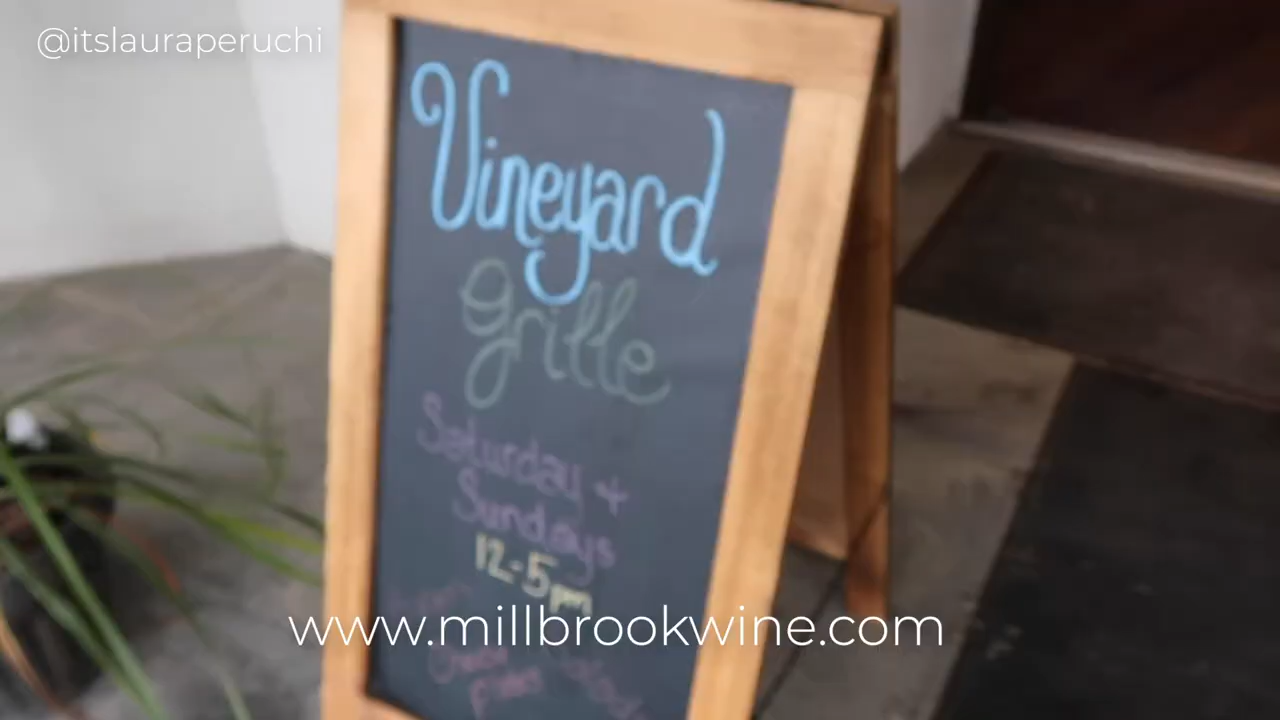 @itslauraperuchi
Vineyard
Grille
Saturday +
Sundays
12-5pm
www.millbrookwine.com